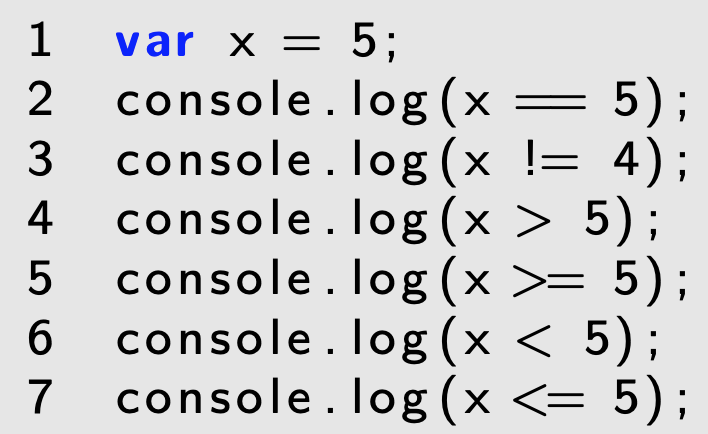 1 var x = 5;
2 console.log(x == 5);
3 console.log(x != 4);
4 console.log(x > 5);
5 console.log(x >= 5);
6 console.log(x < 5);
7 console.log(x <= 5);